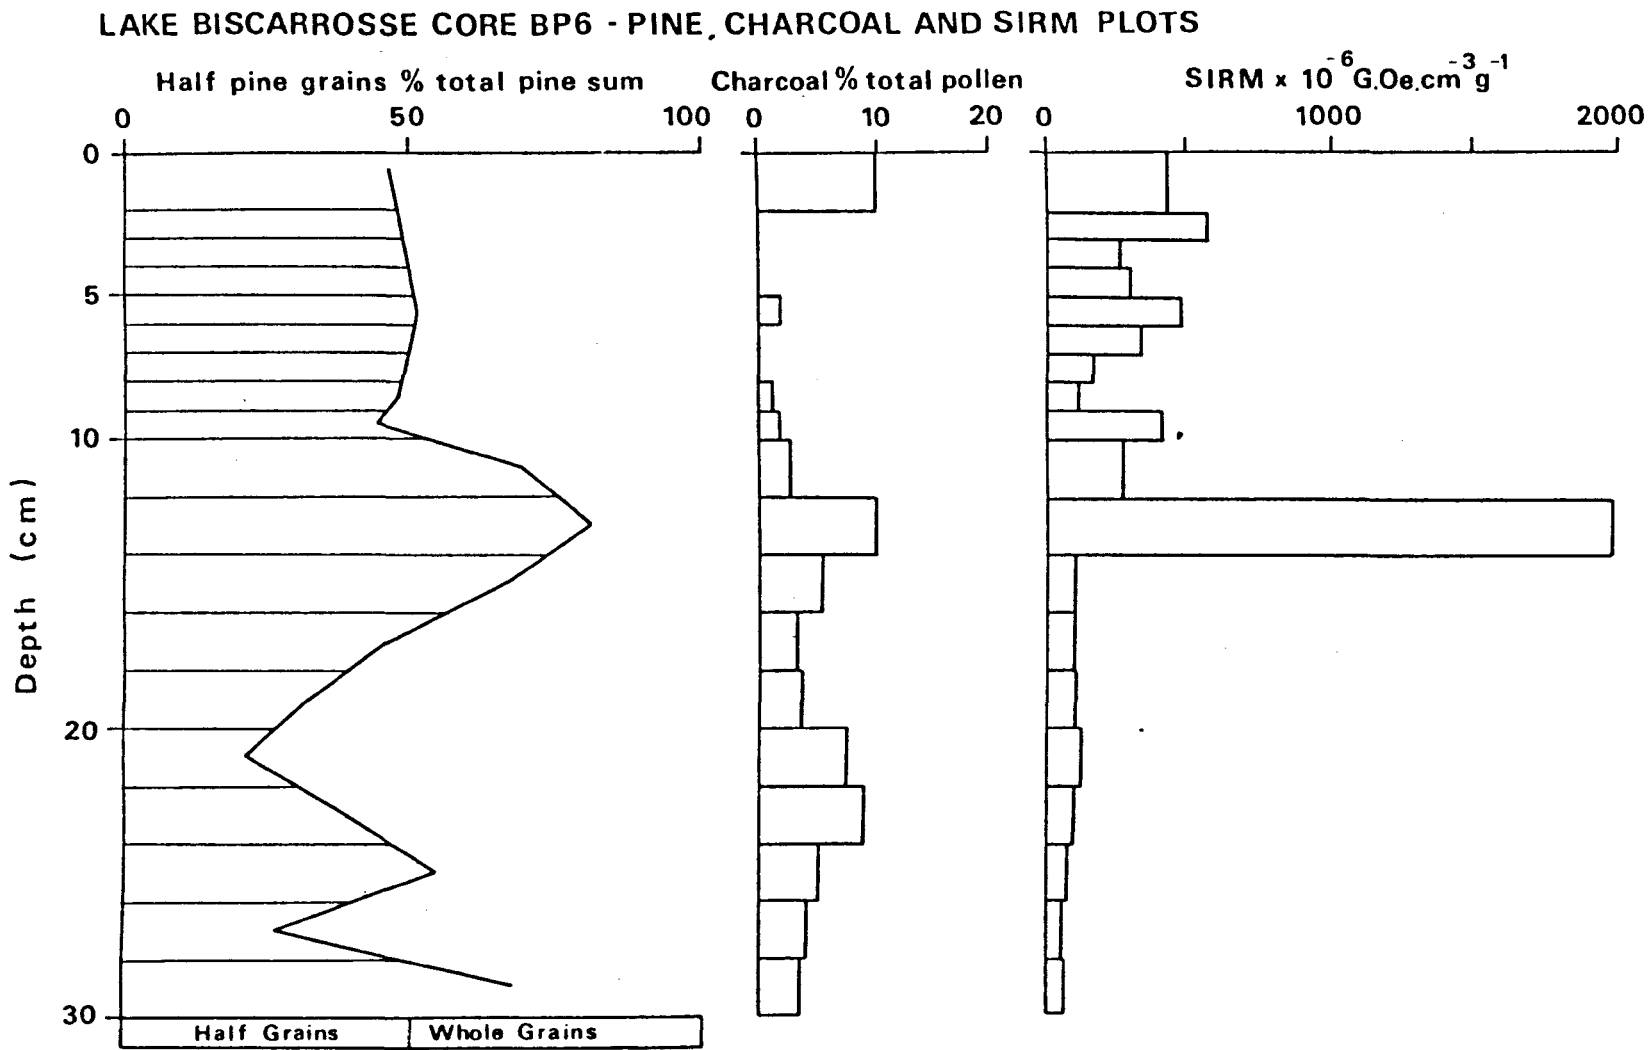 LAKE BISCARROSSE CORE BP6 - PINE, CHARCOAL AND SIRM PLOTS
Half pine grains % total pine sum
Charcoal % total pollen
SIRM x 10⁻⁶ G.Oe.cm⁻³g⁻¹
0 50 100
0 10 20
0 1000 2000
0
5
10
20
30
Depth (cm)
Half Grains
Whole Grains